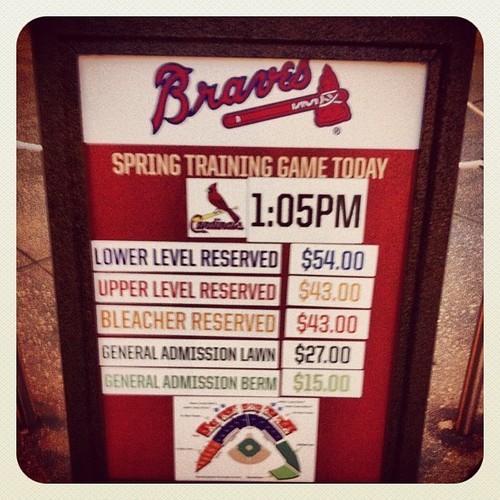 Braves
SPRING TRAINING GAME TODAY
Cardinals 1:05PM
LOWER LEVEL RESERVED $54.00
UPPER LEVEL RESERVED $43.00
BLEACHER RESERVED $43.00
GENERAL ADMISSION LAWN $27.00
GENERAL ADMISSION BERM $15.00